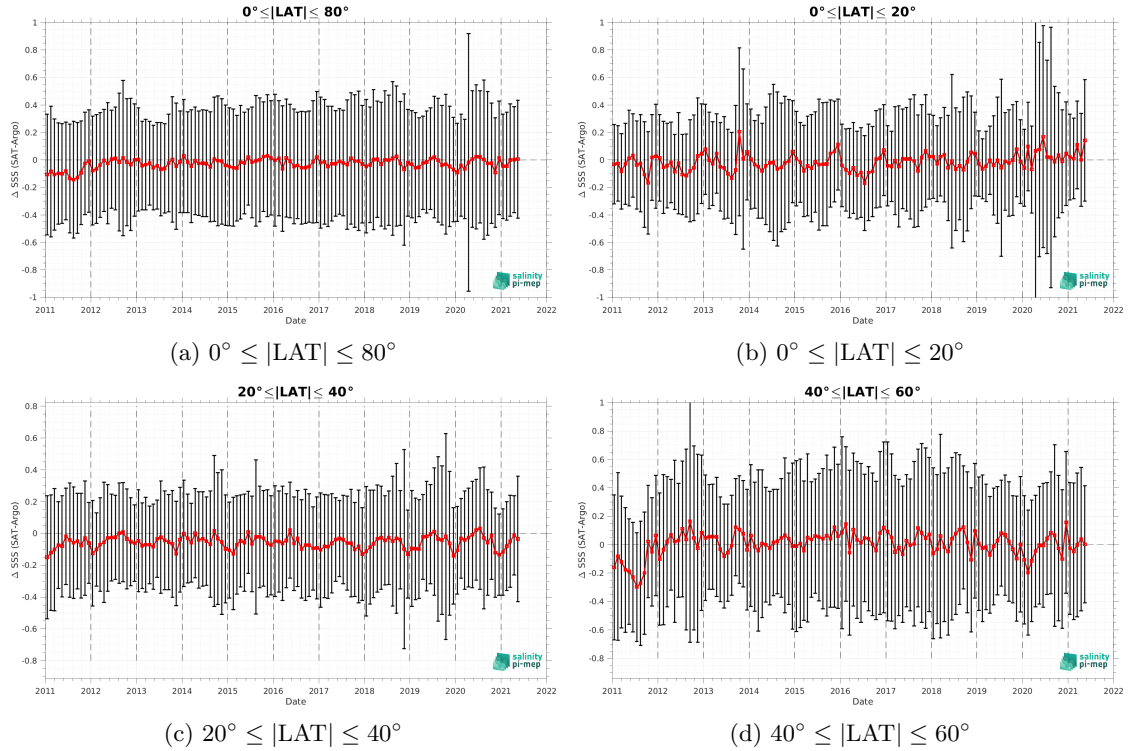 0°≤|LAT|≤ 80°
1
0.8
0.6
0.4
0.2
0
-0.2
-0.4
-0.6
-0.8
-1
Δ SSS (SAT-Argo)
2011 2012 2013 2014 2015 2016 2017 2018 2019 2020 2021 2022
Date
salinity
pi-mep
(a) 0° ≤ |LAT| ≤ 80°
0°≤|LAT|≤ 20°
1
0.8
0.6
0.4
0.2
0
-0.2
-0.4
-0.6
-0.8
-1
Δ SSS (SAT-Argo)
2011 2012 2013 2014 2015 2016 2017 2018 2019 2020 2021 2022
Date
salinity
pi-mep
(b) 0° ≤ |LAT| ≤ 20°
20°≤|LAT|≤ 40°
0.8
0.6
0.4
0.2
0
-0.2
-0.4
-0.6
-0.8
Δ SSS (SAT-Argo)
2011 2012 2013 2014 2015 2016 2017 2018 2019 2020 2021 2022
Date
salinity
pi-mep
(c) 20° ≤ |LAT| ≤ 40°
40°≤|LAT|≤ 60°
1
0.8
0.6
0.4
0.2
0
-0.2
-0.4
-0.6
-0.8
Δ SSS (SAT-Argo)
2011 2012 2013 2014 2015 2016 2017 2018 2019 2020 2021 2022
Date
salinity
pi-mep
(d) 40° ≤ |LAT| ≤ 60°